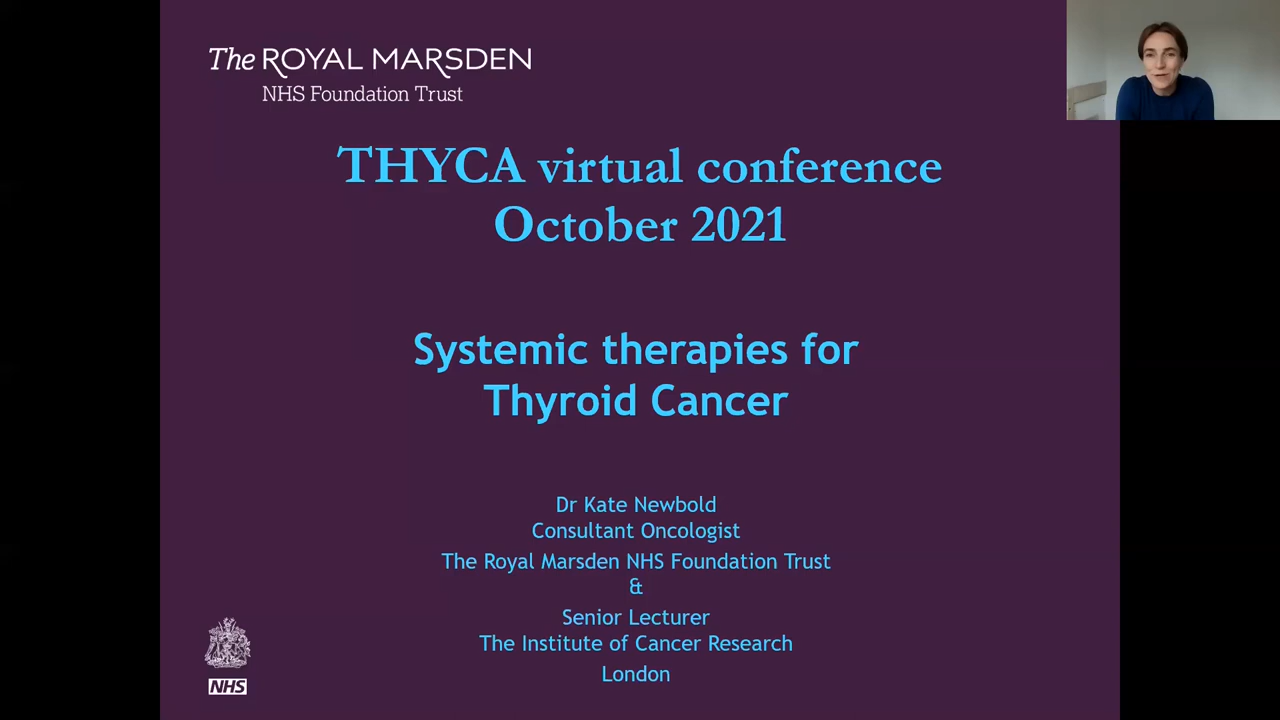 The ROYAL MARSDEN
NHS Foundation Trust
THYCA virtual conference
October 2021
Systemic therapies for
Thyroid Cancer
Dr Kate Newbold
Consultant Oncologist
The Royal Marsden NHS Foundation Trust
&
Senior Lecturer
The Institute of Cancer Research
London
NHS